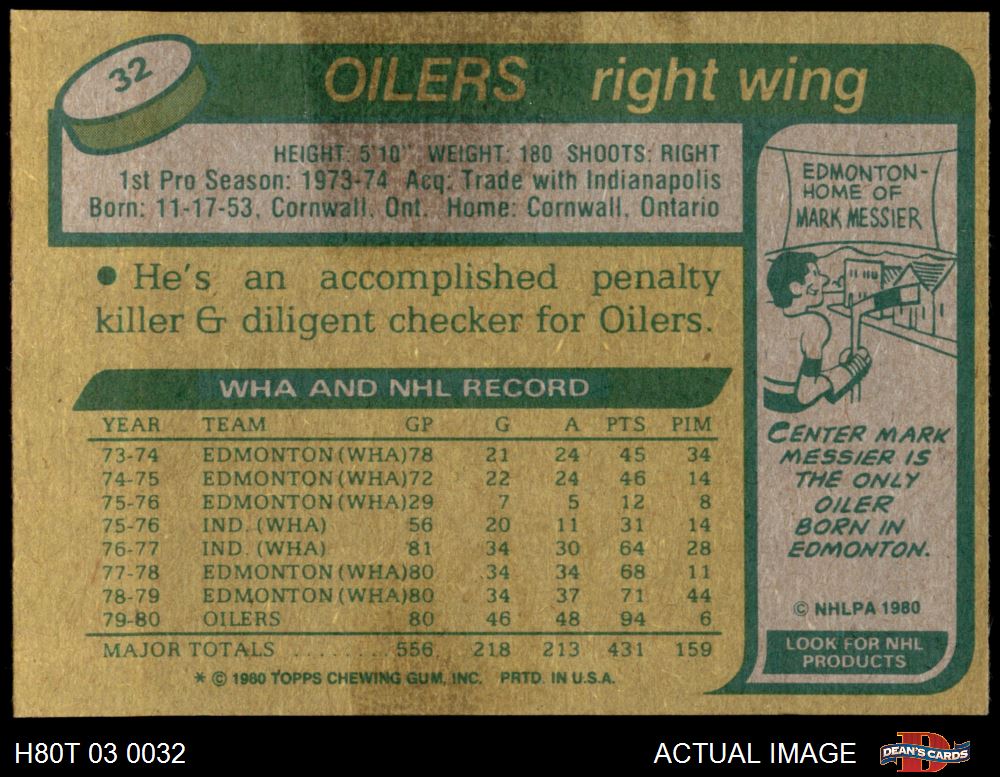 32
OILERS right wing
HEIGHT: 5'10" WEIGHT: 180 SHOOTS: RIGHT
1st Pro Season: 1973-74 Acq: Trade with Indianapolis
Born: 11-17-53, Cornwall, Ont. Home: Cornwall, Ontario
● He's an accomplished penalty
killer & diligent checker for Oilers.
WHA AND NHL RECORD
YEAR TEAM GP G A PTS PIM
73-74 EDMONTON (WHA) 78 21 24 45 34
74-75 EDMONTON (WHA) 72 22 24 46 14
75-76 EDMONTON (WHA) 29 7 5 12 8
75-76 IND. (WHA) 56 20 11 31 14
76-77 IND. (WHA) 81 34 30 64 28
77-78 EDMONTON (WHA) 80 34 34 68 11
78-79 EDMONTON (WHA) 80 34 37 71 44
79-80 OILERS 80 46 48 94 6
MAJOR TOTALS ........ 556 218 213 431 159
* © 1980 TOPPS CHEWING GUM, INC. PRTD. IN U.S.A.
EDMONTON-
HOME OF
MARK MESSIER
CENTER MARK
MESSIER IS
THE ONLY
OILER
BORN IN
EDMONTON.
© NHLPA 1980
LOOK FOR NHL
PRODUCTS
H80T 03 0032
ACTUAL IMAGE
DEAN'S CARDS